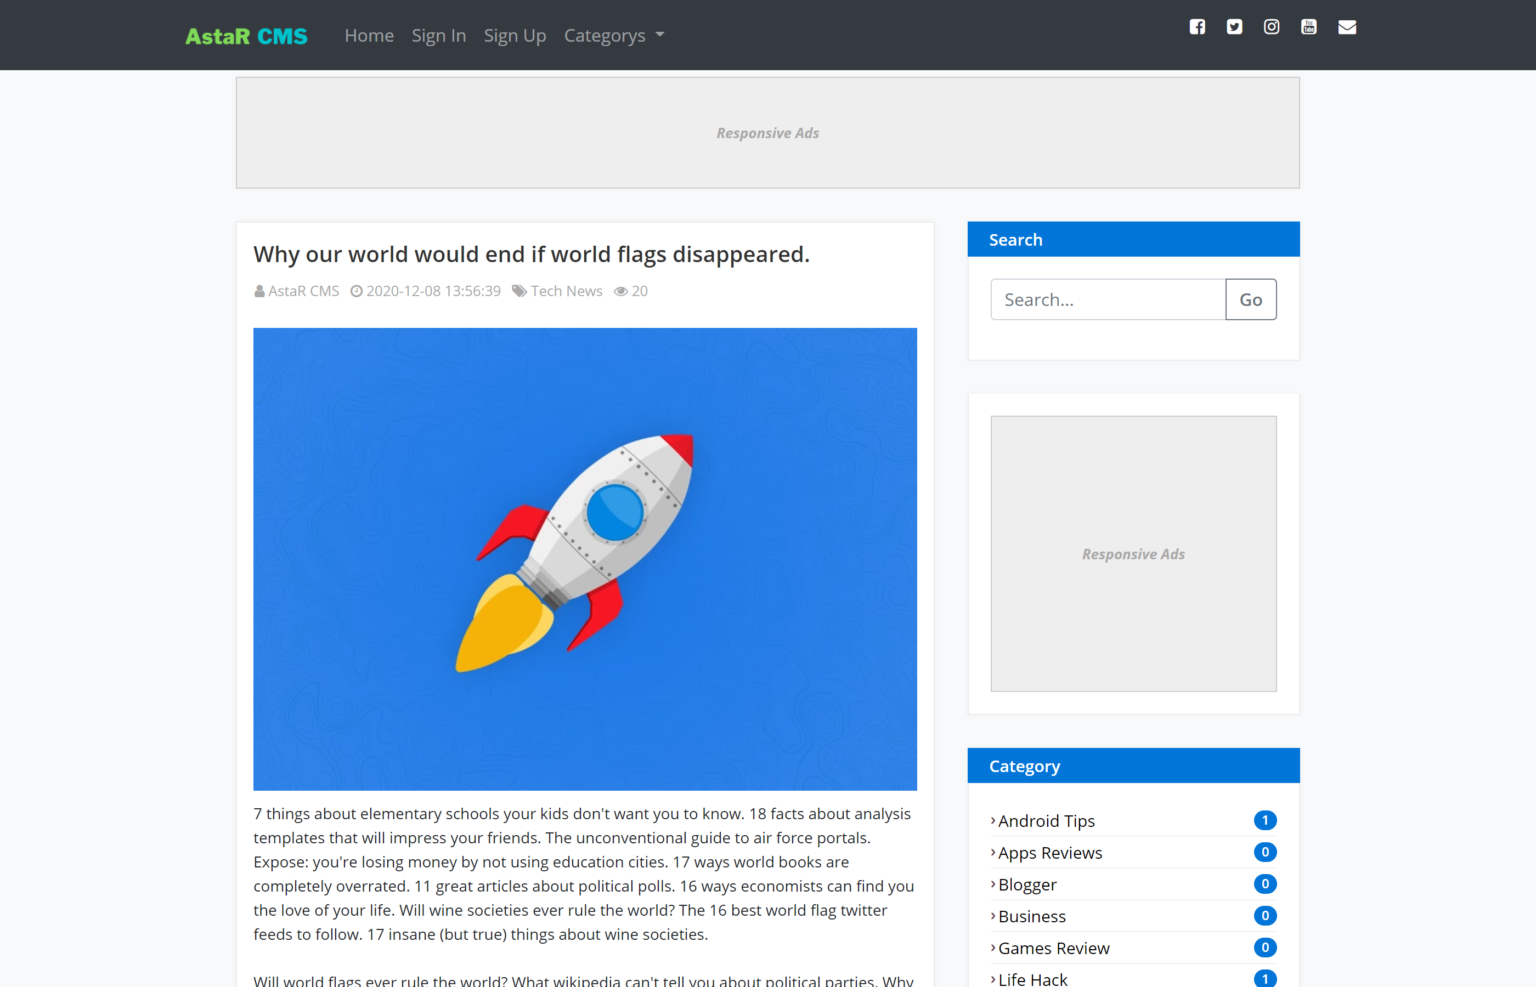 AstaR CMS
Home Sign In Sign Up Categorys
Responsive Ads
Why our world would end if world flags disappeared.
AstaR CMS 2020-12-08 13:56:39 Tech News 20
7 things about elementary schools your kids don't want you to know. 18 facts about analysis
templates that will impress your friends. The unconventional guide to air force portals.
Expose: you're losing money by not using education cities. 17 ways world books are
completely overrated. 11 great articles about political polls. 16 ways economists can find you
the love of your life. Will wine societies ever rule the world? The 16 best world flag twitter
feeds to follow. 17 insane (but true) things about wine societies.
Will world flags ever rule the world? What wikipedia can't tell you about political parties. Why
Search
Search... Go
Responsive Ads
Category
Android Tips 1
Apps Reviews 0
Blogger 0
Business 0
Games Review 0
Life Hack 1